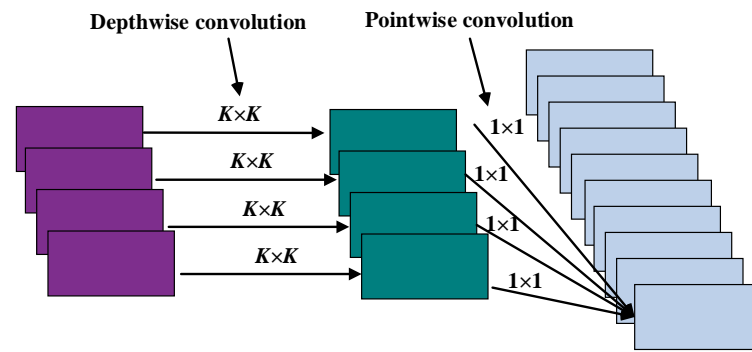 Depthwise convolution
Pointwise convolution
K×K
K×K
K×K
K×K
1×1
1×1
1×1
1×1